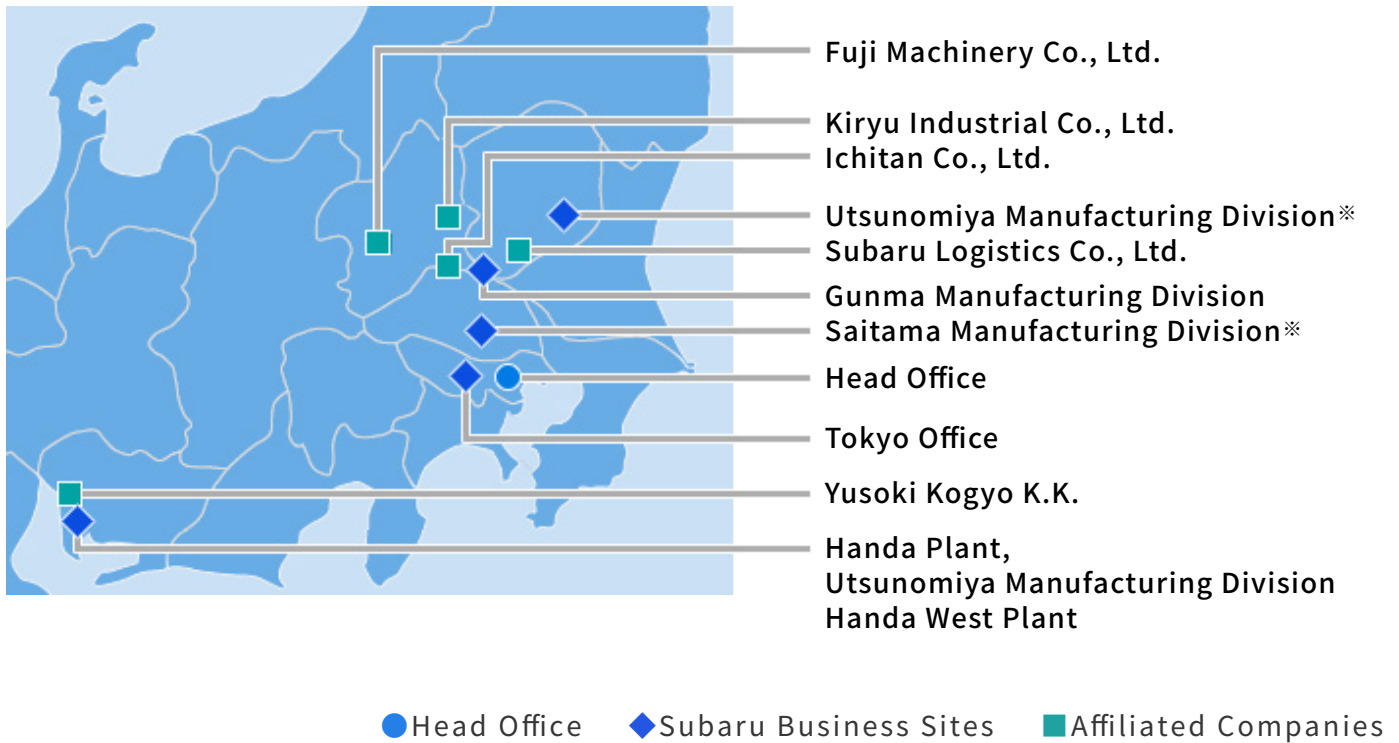 Fuji Machinery Co., Ltd.
Kiryu Industrial Co., Ltd.
Ichitan Co., Ltd.
Utsunomiya Manufacturing Division※
Subaru Logistics Co., Ltd.
Gunma Manufacturing Division
Saitama Manufacturing Division※
Head Office
Tokyo Office
Yusoki Kogyo K.K.
Handa Plant,
Utsunomiya Manufacturing Division
Handa West Plant
Head Office Subaru Business Sites Affiliated Companies